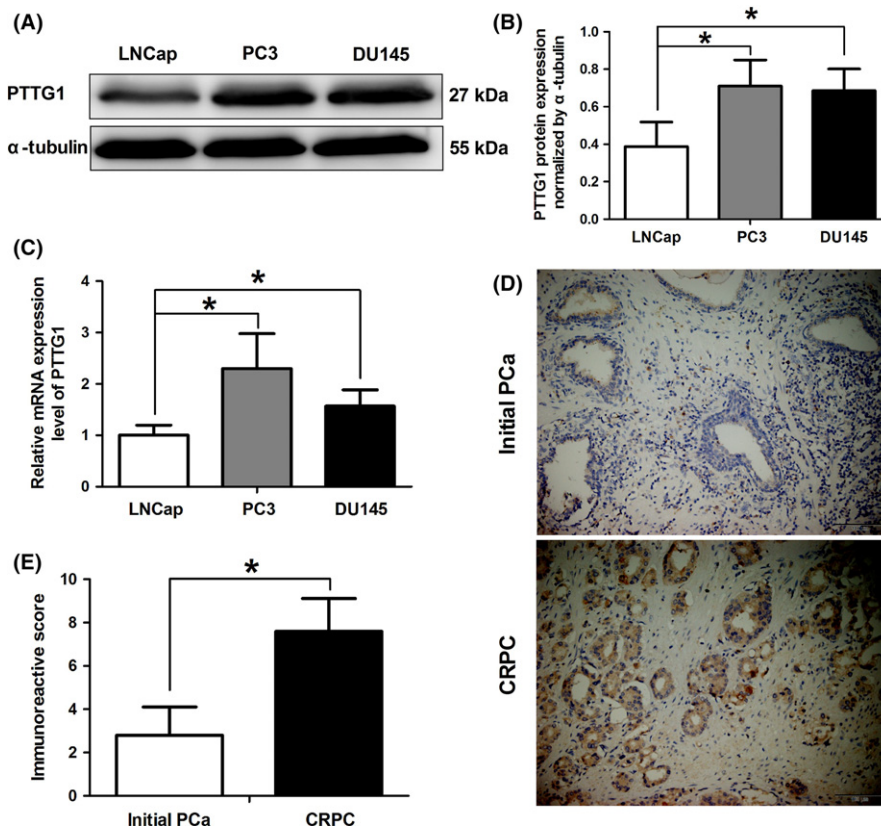 (A)
LNCap PC3 DU145
PTTG1 27 kDa
α-tubulin 55 kDa
(B)
PTTG1 protein expression
normalized by α-tubulin
0.8
0.6
0.4
0.2
0.0
* *
LNCap PC3 DU145
(C)
Relative mRNA expression
level of PTTG1
4
3
2
1
0
* *
LNCap PC3 DU145
(D)
Initial PCa
CRPC
(E)
Immunoreactive score
10
8
6
4
2
0
*
Initial PCa CRPC